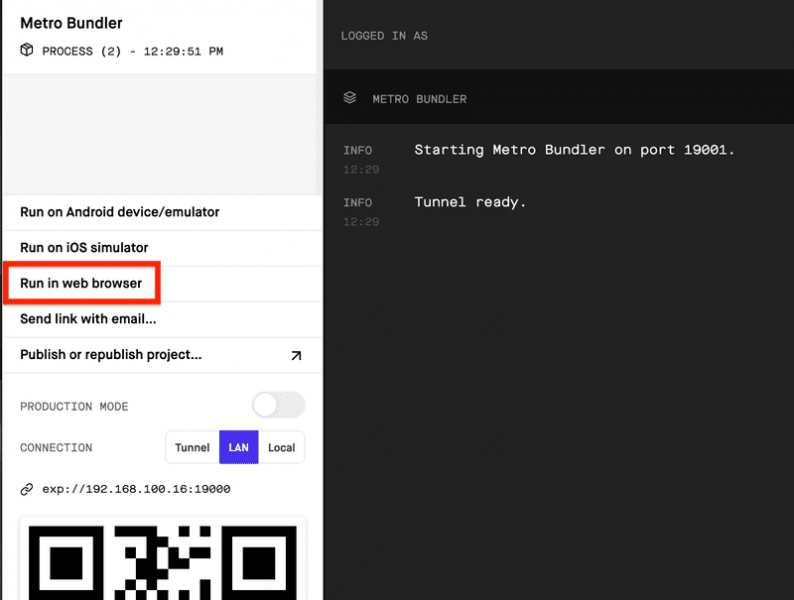 Metro Bundler
PROCESS (2) - 12:29:51 PM
Run on Android device/emulator
Run on iOS simulator
Run in web browser
Send link with email...
Publish or republish project...
PRODUCTION MODE
CONNECTION Tunnel LAN Local
exp://192.168.100.16:19000
LOGGED IN AS
METRO BUNDLER
INFO Starting Metro Bundler on port 19001.
12:29
INFO Tunnel ready.
12:29